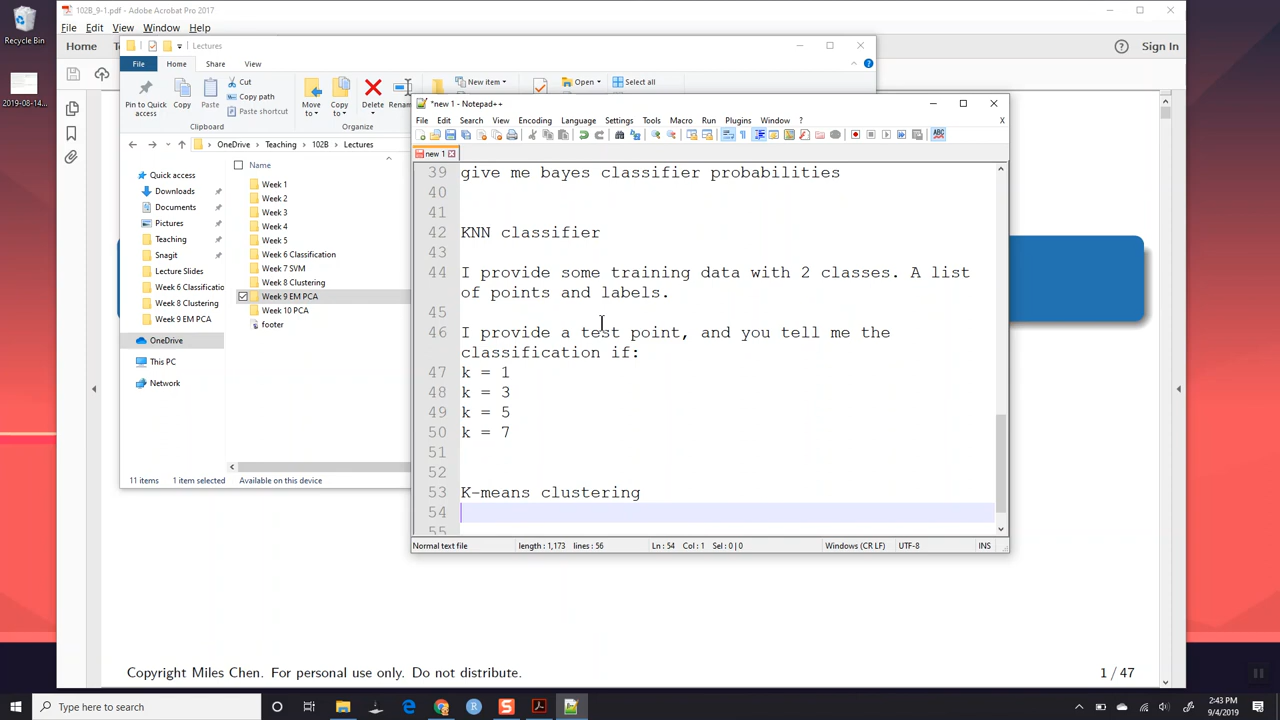 102B_9-1.pdf - Adobe Acrobat Pro 2017
File Edit View Window Help
Home
Sign In
Recycle Bin
2019-08-14...
Lectures
File Home Share View
Pin to Quick access
Copy
Paste
Cut
Copy path
Paste shortcut
Clipboard
Move to
Copy to
Delete
Renam
Organize
New item
Open
Select all
OneDrive > Teaching > 102B > Lectures
Name
Quick access
Downloads
Documents
Pictures
Teaching
Snagit
Lecture Slides
Week 6 Classificatio
Week 8 Clustering
Week 9 EM PCA
OneDrive
This PC
Network
Week 1
Week 2
Week 3
Week 4
Week 5
Week 6 Classification
Week 7 SVM
Week 8 Clustering
Week 9 EM PCA
Week 10 PCA
footer
11 items 1 item selected Available on this device
*new 1 - Notepad++
File Edit Search View Encoding Language Settings Tools Macro Run Plugins Window ? X
new 1
39 give me bayes classifier probabilities
40
41
42 KNN classifier
43
44 I provide some training data with 2 classes. A list
of points and labels.
45
46 I provide a test point, and you tell me the
classification if:
47 k = 1
48 k = 3
49 k = 5
50 k = 7
51
52
53 K-means clustering
54
55
Normal text file length : 1,173 lines : 56 Ln : 54 Col : 1 Sel : 0 | 0 Windows (CR LF) UTF-8 INS
Copyright Miles Chen. For personal use only. Do not distribute. 1 / 47
Type here to search
2:43 PM
9/4/2019